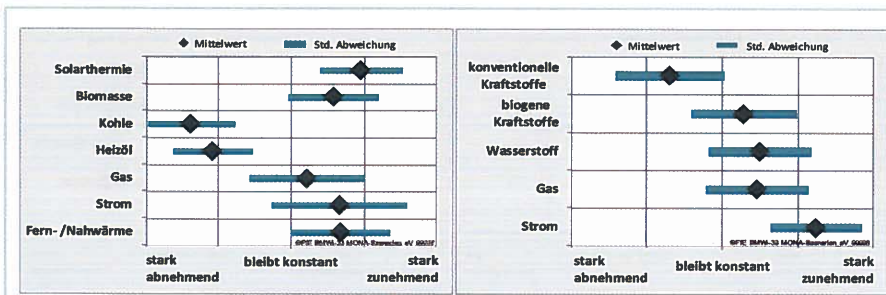 Mittelwert Std. Abweichung
Solarthermie
Biomasse
Kohle
Heizöl
Gas
Strom
Fern- /Nahwärme
stark
abnehmend
bleibt konstant
stark
zunehmend
Mittelwert Std. Abweichung
konventionelle
Kraftstoffe
biogene
Kraftstoffe
Wasserstoff
Gas
Strom
stark
abnehmend
bleibt konstant
stark
zunehmend